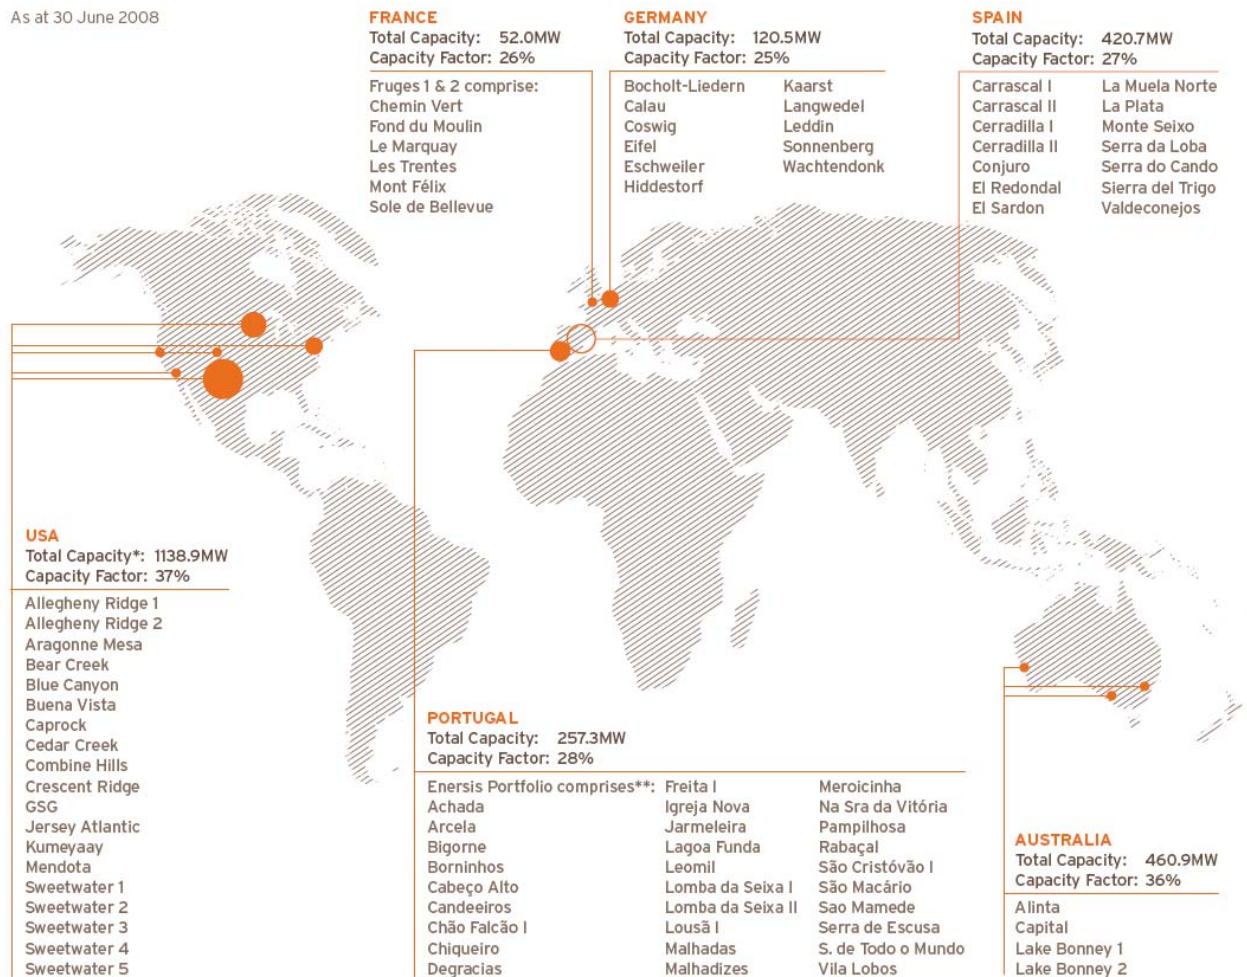 As at 30 June 2008
FRANCE
Total Capacity: 52.0MW
Capacity Factor: 26%
Fruges 1 & 2 comprise:
Chemin Vert
Fond du Moulin
Le Marquay
Les Trentes
Mont Félix
Sole de Bellevue
GERMANY
Total Capacity: 120.5MW
Capacity Factor: 25%
Bocholt-Liedern
Calau
Coswig
Eifel
Eschweiler
Hiddestorf
Kaarst
Langwedel
Leddin
Sonnenberg
Wachtendonk
SPAIN
Total Capacity: 420.7MW
Capacity Factor: 27%
Carrascal I
Carrascal II
Cerradilla I
Cerradilla II
Conjuro
El Redondal
El Sardon
La Muela Norte
La Plata
Monte Seixo
Serra da Loba
Serra do Cando
Sierra del Trigo
Valdeconejos
USA
Total Capacity*: 1138.9MW
Capacity Factor: 37%
Allegheny Ridge 1
Allegheny Ridge 2
Aragonne Mesa
Bear Creek
Blue Canyon
Buena Vista
Caprock
Cedar Creek
Combine Hills
Crescent Ridge
GSG
Jersey Atlantic
Kumeyaay
Mendota
Sweetwater 1
Sweetwater 2
Sweetwater 3
Sweetwater 4
Sweetwater 5
PORTUGAL
Total Capacity: 257.3MW
Capacity Factor: 28%
Enersis Portfolio comprises**:
Achada
Arcela
Bigorne
Borninhos
Cabeço Alto
Candeeiros
Chão Falcão I
Chiqueiro
Degracias
Freita I
Igreja Nova
Jarmeleira
Lagoa Funda
Leomil
Lomba da Seixa I
Lomba da Seixa II
Lousã I
Malhadas
Malhadizes
Meroicinha
Na Sra da Vitória
Pampilhosa
Rabaçal
São Cristóvão I
São Macário
Sao Mamede
Serra de Escusa
S. de Todo o Mundo
Vila Lobos
AUSTRALIA
Total Capacity: 460.9MW
Capacity Factor: 36%
Alinta
Capital
Lake Bonney 1
Lake Bonney 2